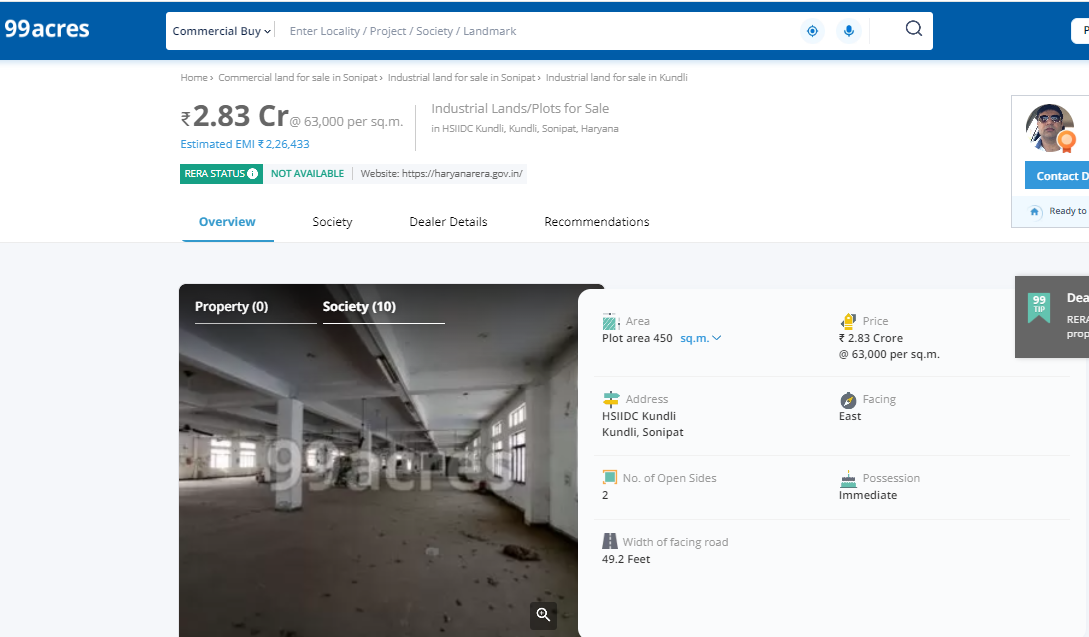 99acres
Commercial Buy
Enter Locality / Project / Society / Landmark
P
Home › Commercial land for sale in Sonipat › Industrial land for sale in Sonipat › Industrial land for sale in Kundli
₹ 2.83 Cr @ 63,000 per sq.m.
Estimated EMI ₹ 2,26,433
Industrial Lands/Plots for Sale
in HSIIDC Kundli, Kundli, Sonipat, Haryana
RERA STATUS NOT AVAILABLE Website: https://haryanarera.gov.in/
Contact D
Ready to
Overview Society Dealer Details Recommendations
Property (0) Society (10)
99acres
Area
Plot area 450 sq.m.
Price
₹ 2.83 Crore
@ 63,000 per sq.m.
Address
HSIIDC Kundli
Kundli, Sonipat
Facing
East
No. of Open Sides
2
Possession
Immediate
Width of facing road
49.2 Feet
99
TIP
Dea
RERA
prop